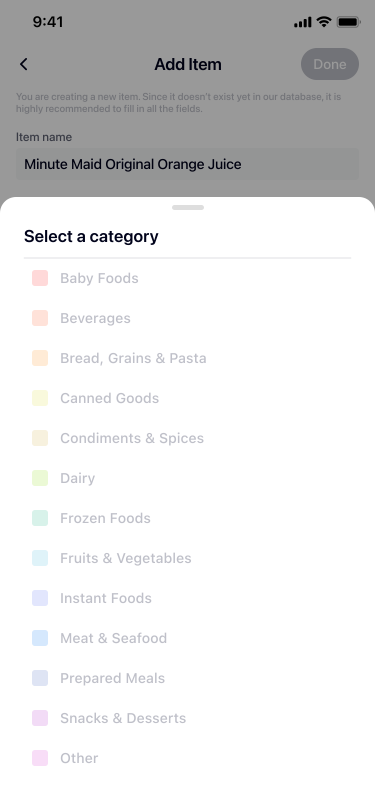 9:41
Add Item
Done
You are creating a new item. Since it doesn't exist yet in our database, it is
highly recommended to fill in all the fields.
Item name
Minute Maid Original Orange Juice
Select a category
Baby Foods
Beverages
Bread, Grains & Pasta
Canned Goods
Condiments & Spices
Dairy
Frozen Foods
Fruits & Vegetables
Instant Foods
Meat & Seafood
Prepared Meals
Snacks & Desserts
Other